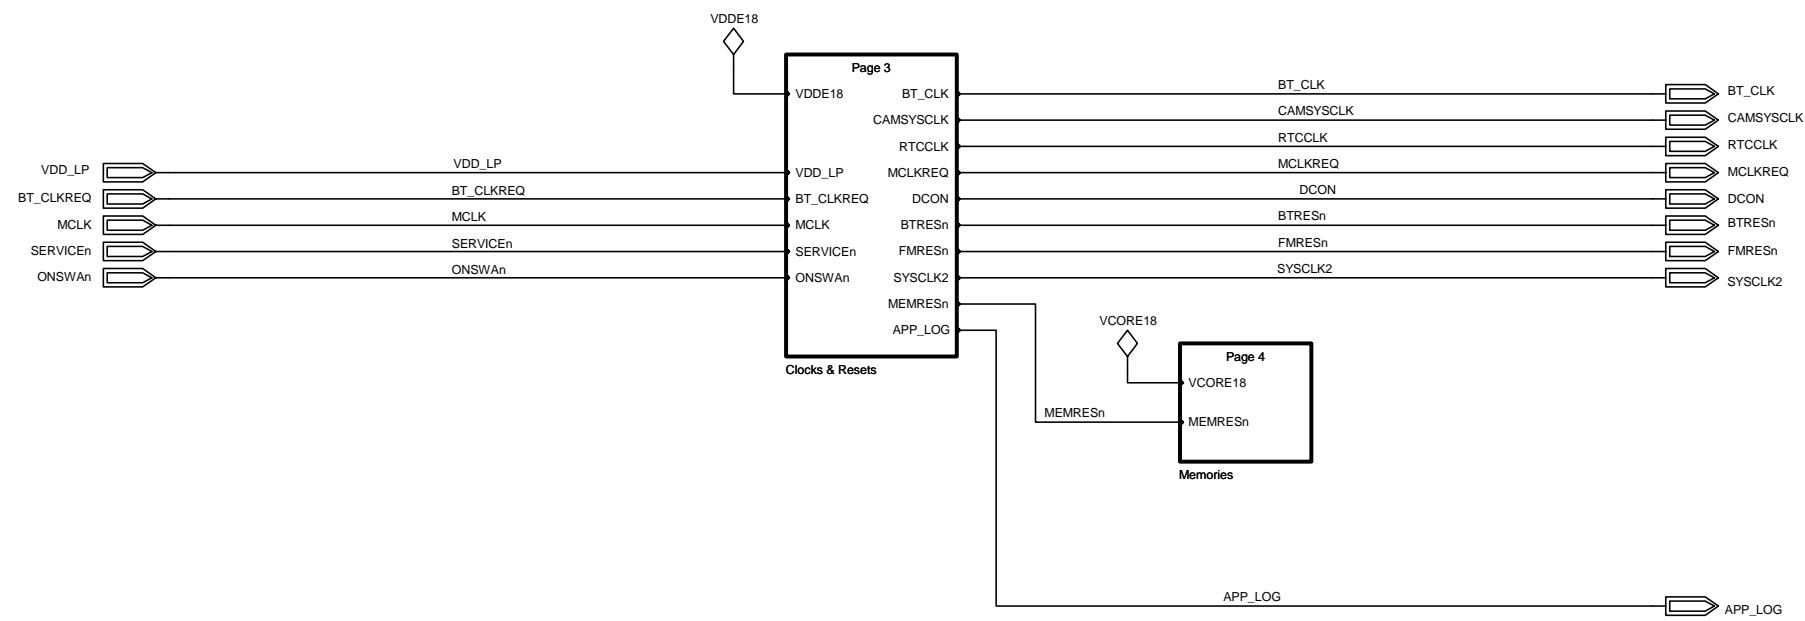 VDDE18
Page 3
VDDE18 BT_CLK BT_CLK BT_CLK
CAMSYSCLK CAMSYSCLK CAMSYSCLK
RTCCLK RTCCLK RTCCLK
VDD_LP VDD_LP VDD_LP MCLKREQ MCLKREQ MCLKREQ
BT_CLKREQ BT_CLKREQ BT_CLKREQ DCON DCON DCON
MCLK MCLK MCLK BTRESn BTRESn BTRESn
SERVICEn SERVICEn SERVICEn FMRESn FMRESn FMRESn
ONSWAn ONSWAn ONSWAn SYSCLK2 SYSCLK2 SYSCLK2
MEMRESn
APP_LOG
Clocks & Resets
VCORE18
Page 4
VCORE18
MEMRESn MEMRESn
Memories
APP_LOG APP_LOG